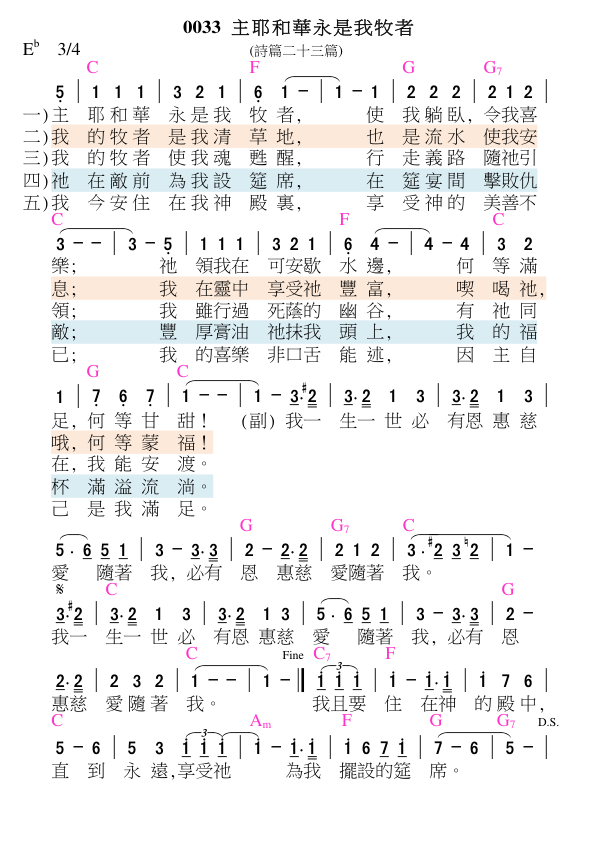 0033 主耶和華永是我牧者
E♭ 3/4 (詩篇二十三篇)
C F G G7
5 | 1 1 1 | 3 2 1 | 6 1 – | 1 – 1 | 2 2 2 | 2 1 2 |
一)主 耶和華 永是我 牧者, 使 我躺臥, 令我喜
二)我 的牧者 是我清 草地, 也 是流水 使我安
三)我 的牧者 使我魂 甦醒, 行 走義路 隨祂引
四)祂 在敵前 為我設 筵席, 在 筵宴間 擊敗仇
五)我 今安住 在我神 殿裏, 享 受神的 美善不
C F C
3 – – | 3 – 5 | 1 1 1 | 3 2 1 | 6 4 – | 4 – 4 | 3 2
樂; 祂 領我在 可安歇 水邊, 何 等滿
息; 我 在靈中 享受祂 豐富, 喫 喝祂,
領; 我 雖行過 死蔭的 幽谷, 有 祂同
敵; 豐 厚膏油 祂抹我 頭上, 我 的福
已; 我 的喜樂 非口舌 能述, 因 主自
G C
1 | 7 6 7 | 1 – – | 1 – 3·#2 | 3·2 1 3 | 3·2 1 3 |
足, 何等甘 甜! (副) 我一 生一世必 有恩惠慈
哦, 何等蒙 福!
在, 我能安 渡。
杯 滿溢流 淌。
己 是我滿 足。
G G7 C
5·6 5 1 | 3 – 3·3 | 2 – 2·2 | 2 1 2 | 3·#2 3 ♮2 | 1 –
愛 隨著 我, 必有 恩 惠慈 愛隨著 我。
𝄋 C G
3·#2 | 3·2 1 3 | 3·2 1 3 | 5·6 5 1 | 3 – 3·3 | 2 –
我一 生一世必 有恩惠慈 愛 隨著 我, 必有 恩
C Fine C7 F
2·2 | 2 3 2 | 1 – – | 1 – ‖ 3 1 1 1 | 1 – 1·1 | 1 7 6 |
惠慈 愛隨著 我。 我且要 住 在神 的殿中,
C Am F G G7 D.S.
5 – 6 | 5 3 3 1 1 1 | 1 – 1·1 | 1 6 7 1 | 7 – 6 | 5 – |
直 到 永 遠,享受祂 為我 擺設的筵 席。